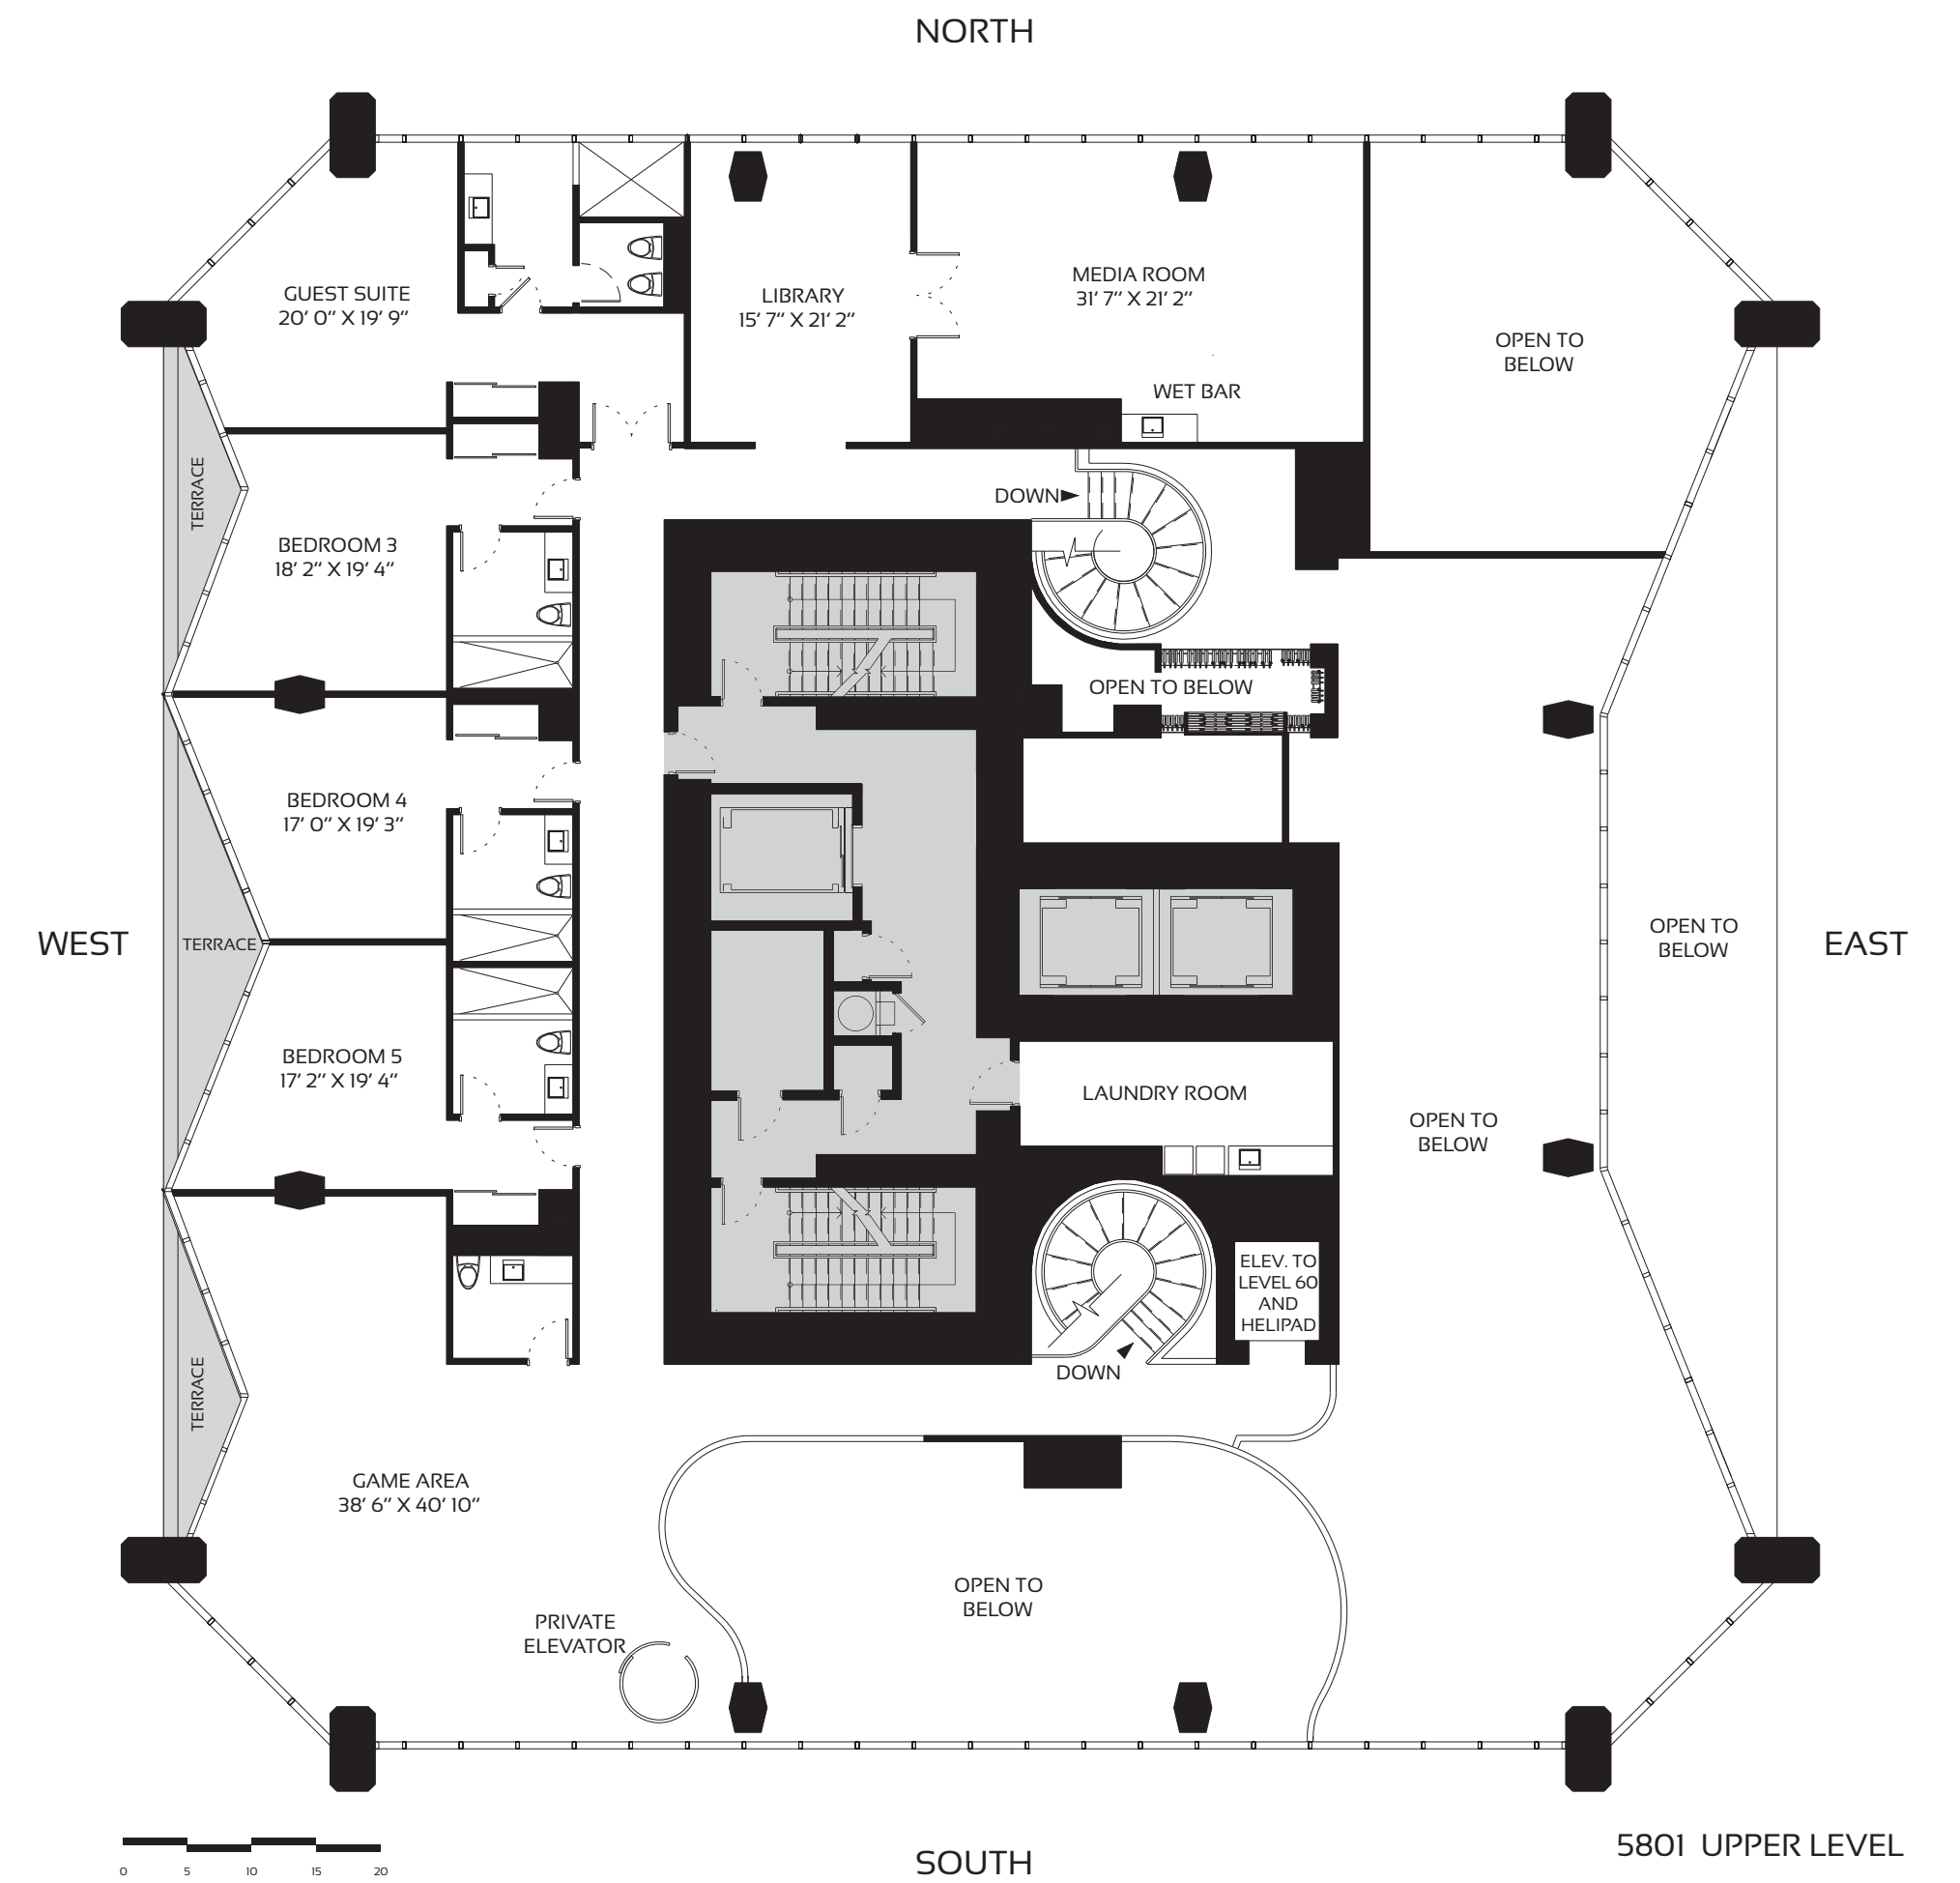 NORTH
GUEST SUITE
20' 0" X 19' 9"
LIBRARY
15' 7" X 21' 2"
MEDIA ROOM
31' 7" X 21' 2"
WET BAR
OPEN TO
BELOW
TERRACE
BEDROOM 3
18' 2" X 19' 4"
DOWN
OPEN TO BELOW
BEDROOM 4
17' 0" X 19' 3"
WEST
TERRACE
OPEN TO
BELOW
EAST
BEDROOM 5
17' 2" X 19' 4"
LAUNDRY ROOM
OPEN TO
BELOW
ELEV. TO
LEVEL 60
AND
HELIPAD
DOWN
TERRACE
GAME AREA
38' 6" X 40' 10"
OPEN TO
BELOW
PRIVATE
ELEVATOR
0 5 10 15 20
SOUTH
5801 UPPER LEVEL